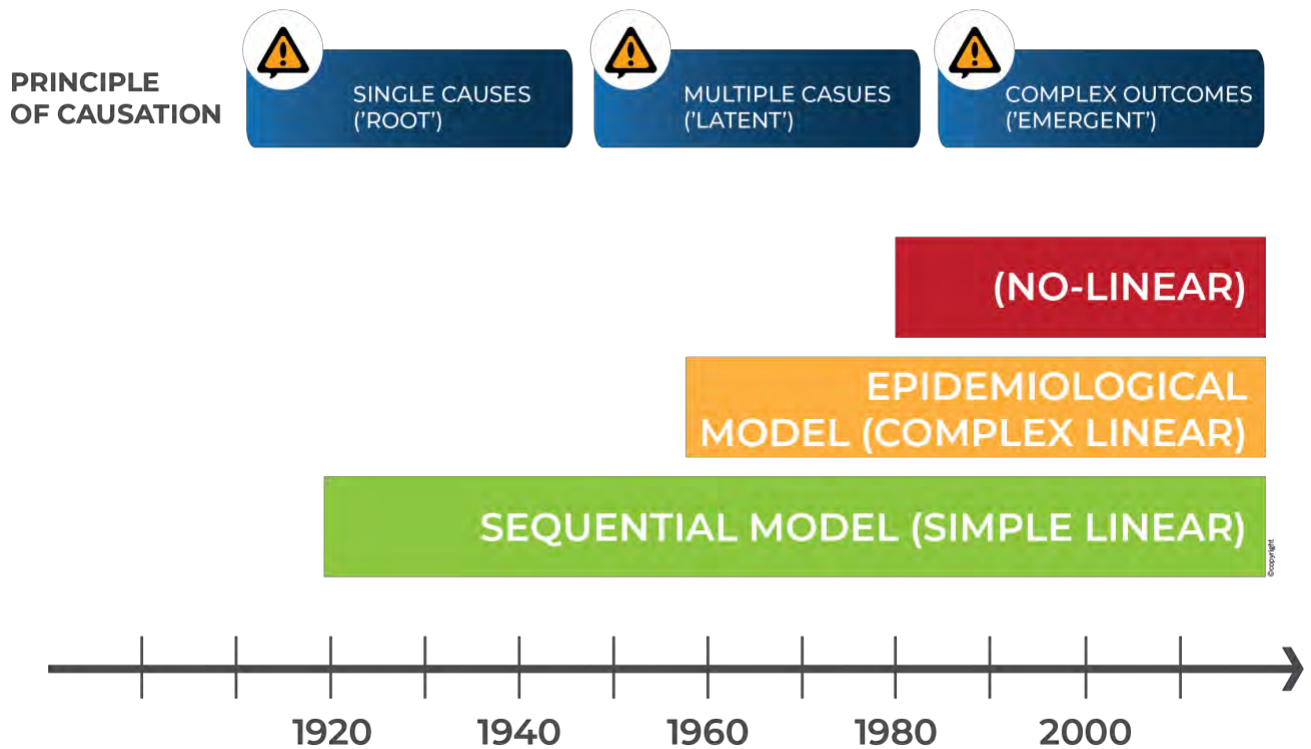 PRINCIPLE
OF CAUSATION
SINGLE CAUSES
('ROOT')
MULTIPLE CASUES
('LATENT')
COMPLEX OUTCOMES
('EMERGENT')
(NO-LINEAR)
EPIDEMIOLOGICAL
MODEL (COMPLEX LINEAR)
SEQUENTIAL MODEL (SIMPLE LINEAR)
©copyright
1920
1940
1960
1980
2000